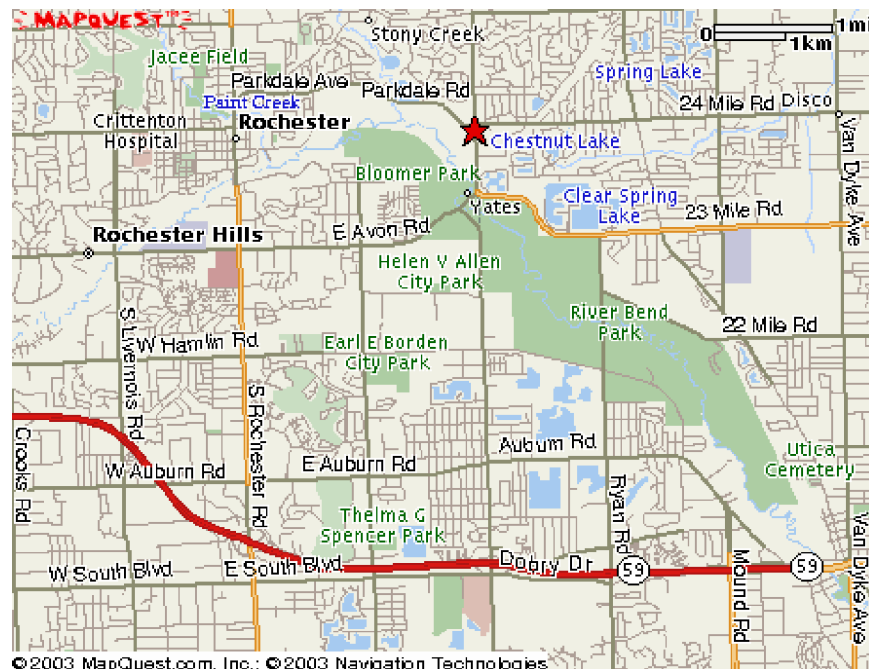 MAPQUEST
Stony Creek
0
1mi
1km
Jacee Field
Parkdale Ave
Parkdale Rd
Spring Lake
Paint Creek
24 Mile Rd
Disco
Crittenton
Hospital
Rochester
Chestnut Lake
Van Dyke Ave
Bloomer Park
Yates
Clear Spring
Lake
23 Mile Rd
E Avon Rd
Rochester Hills
Helen V Allen
City Park
River Bend
Park
22 Mile Rd
S Livernois Rd
W Hamlin Rd
Earl E Borden
City Park
S Rochester Rd
Crooks Rd
W Auburn Rd
E Auburn Rd
Auburn Rd
Utica
Cemetery
Ryan Rd
Thelma G
Spencer Park
Van Dyke Ave
W South Blvd
E South Blvd
Dobry Dr
59
59
Mound Rd
©2003 MapQuest.com, Inc.; ©2003 Navigation Technologies